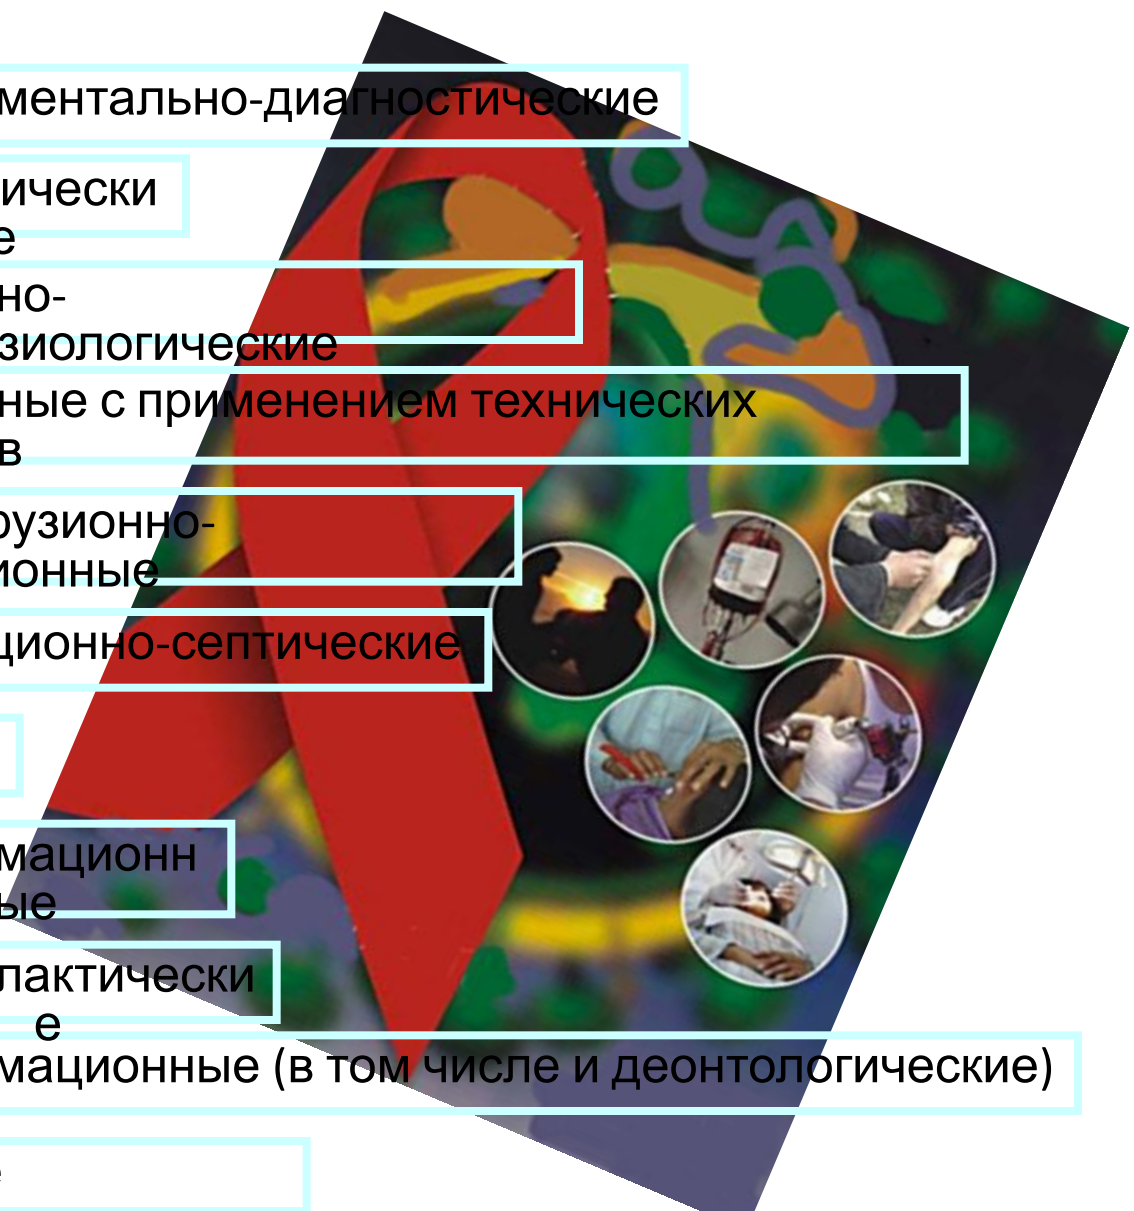 ментально-диагностические
ически
е
но-
зиологические
ные с применением технических
в
рузионно-
ионные
ционно-септические
мационн
ые
лактически
е
мационные (в том числе и деонтологические)
е